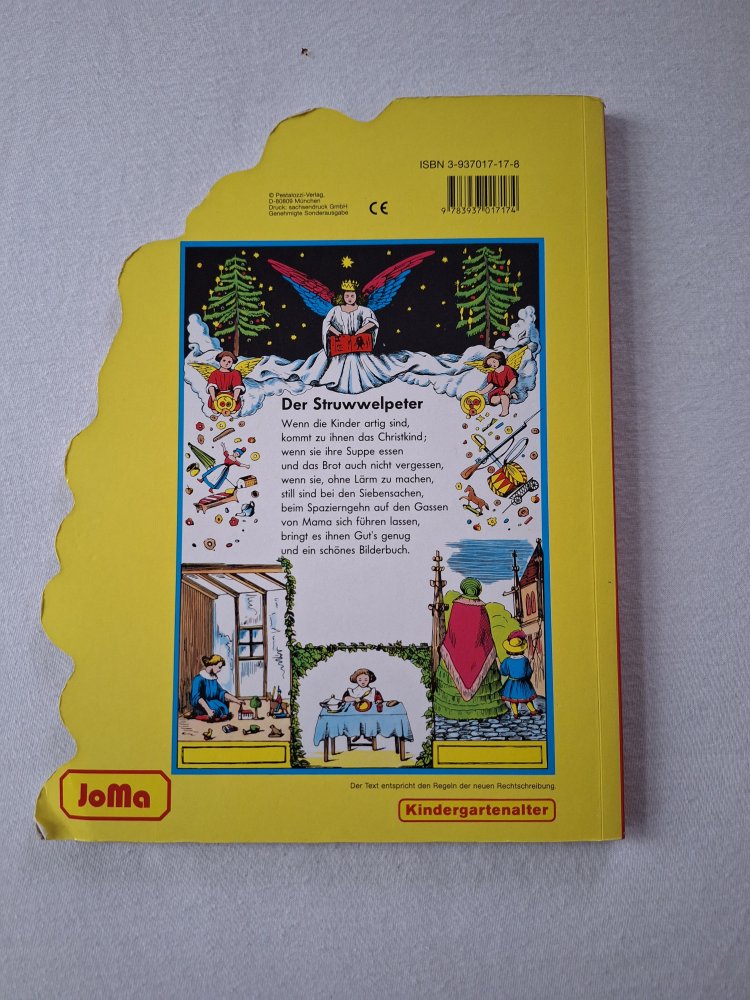 ISBN 3-937017-17-8
© Pestalozzi-Verlag,
D-80809 München
Druck: sachsendruck GmbH
Genehmigte Sonderausgabe
CE
9 783937 017174
Der Struwwelpeter
Wenn die Kinder artig sind,
kommt zu ihnen das Christkind;
wenn sie ihre Suppe essen
und das Brot auch nicht vergessen,
wenn sie, ohne Lärm zu machen,
still sind bei den Siebensachen,
beim Spazierngehn auf den Gassen
von Mama sich führen lassen,
bringt es ihnen Gut's genug
und ein schönes Bilderbuch.
Der Text entspricht den Regeln der neuen Rechtschreibung.
JoMa
Kindergartenalter